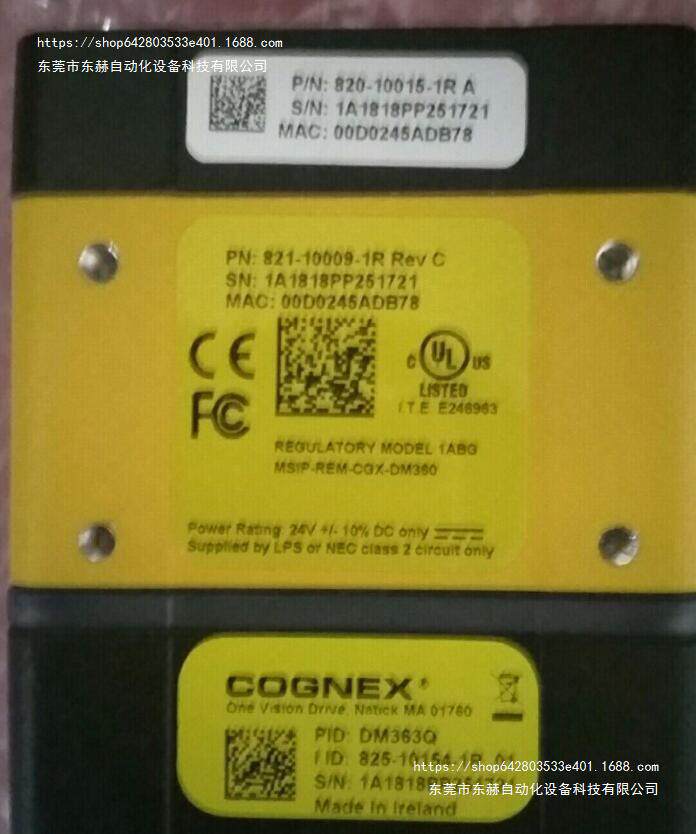 https://shop642803533e401.1688.com
东莞市东赫自动化设备科技有限公司
P/N: 820-10015-1R A
S/N: 1A1818PP251721
MAC: 00D0245ADB78
PN: 821-10009-1R Rev C
SN: 1A1818PP251721
MAC: 00D0245ADB78
CE
FC
C UL US
LISTED
I.T.E. E246963
REGULATORY MODEL 1ABG
MSIP-REM-CGX-DM360
Power Rating: 24V +/- 10% DC only
Supplied by LPS or NEC class 2 circuit only
COGNEX®
One Vision Drive, Natick MA 01760
PID: DM363Q
825-10151-1R
https://shop642803533e401.1688.com
S/N: 1A1818PP251721
东莞市东赫自动化设备科技有限公司
Made in Ireland